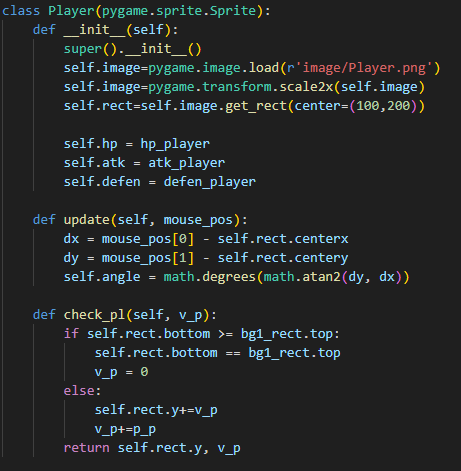 class Player(pygame.sprite.Sprite):
    def __init__(self):
        super().__init__()
        self.image=pygame.image.load(r'image/Player.png')
        self.image=pygame.transform.scale2x(self.image)
        self.rect=self.image.get_rect(center=(100,200))

        self.hp = hp_player
        self.atk = atk_player
        self.defen = defen_player

    def update(self, mouse_pos):
        dx = mouse_pos[0] - self.rect.centerx
        dy = mouse_pos[1] - self.rect.centery
        self.angle = math.degrees(math.atan2(dy, dx))

    def check_pl(self, v_p):
        if self.rect.bottom >= bg1_rect.top:
            self.rect.bottom == bg1_rect.top
            v_p = 0
        else:
            self.rect.y+=v_p
            v_p+=p_p
        return self.rect.y, v_p